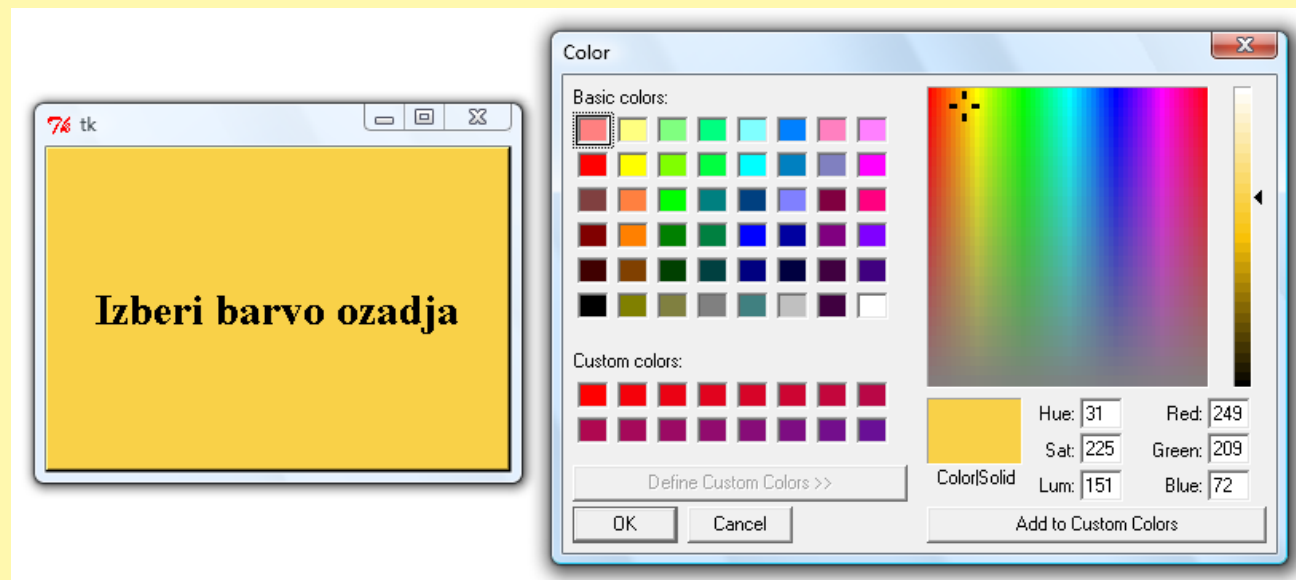 tk
Izberi barvo ozadja
Color
Basic colors:
Custom colors:
Define Custom Colors >>
OK Cancel
Color|Solid
Hue: 31 Red: 249
Sat: 225 Green: 209
Lum: 151 Blue: 72
Add to Custom Colors